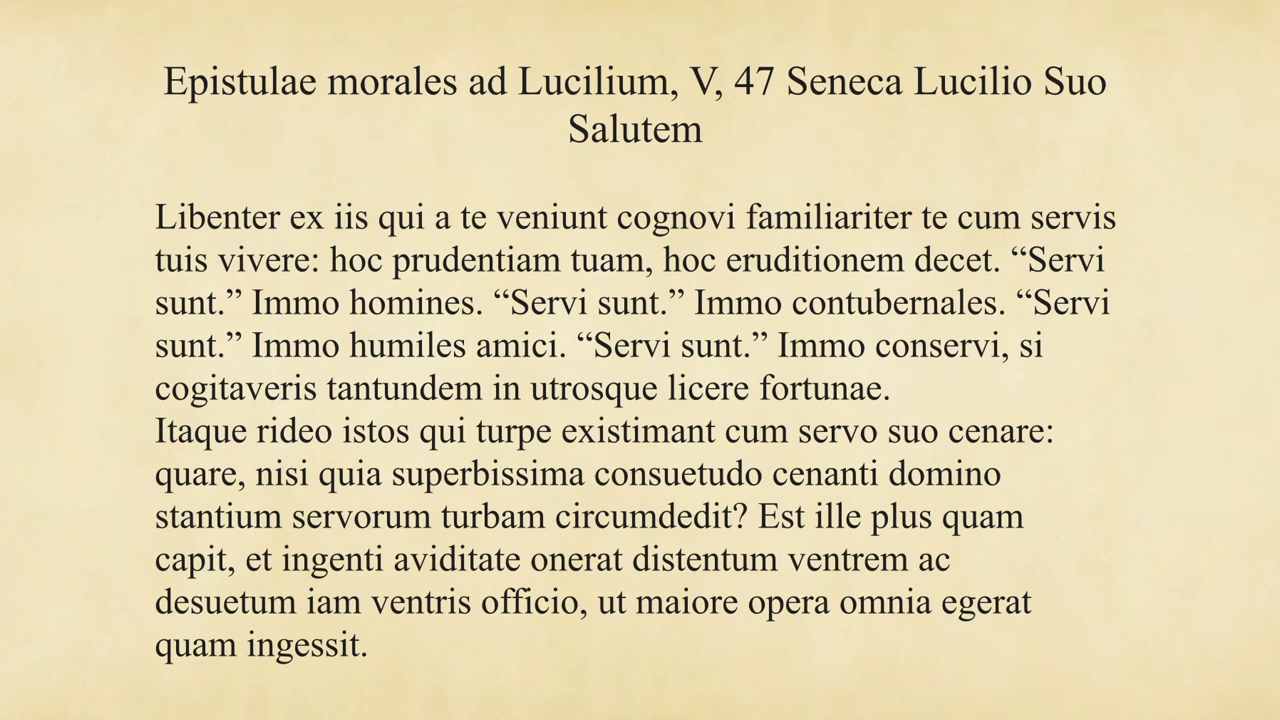 Epistulae morales ad Lucilium, V, 47 Seneca Lucilio Suo
Salutem
Libenter ex iis qui a te veniunt cognovi familiariter te cum servis
tuis vivere: hoc prudentiam tuam, hoc eruditionem decet. “Servi
sunt.” Immo homines. “Servi sunt.” Immo contubernales. “Servi
sunt.” Immo humiles amici. “Servi sunt.” Immo conservi, si
cogitaveris tantundem in utrosque licere fortunae.
Itaque rideo istos qui turpe existimant cum servo suo cenare:
quare, nisi quia superbissima consuetudo cenanti domino
stantium servorum turbam circumdedit? Est ille plus quam
capit, et ingenti aviditate onerat distentum ventrem ac
desuetum iam ventris officio, ut maiore opera omnia egerat
quam ingessit.